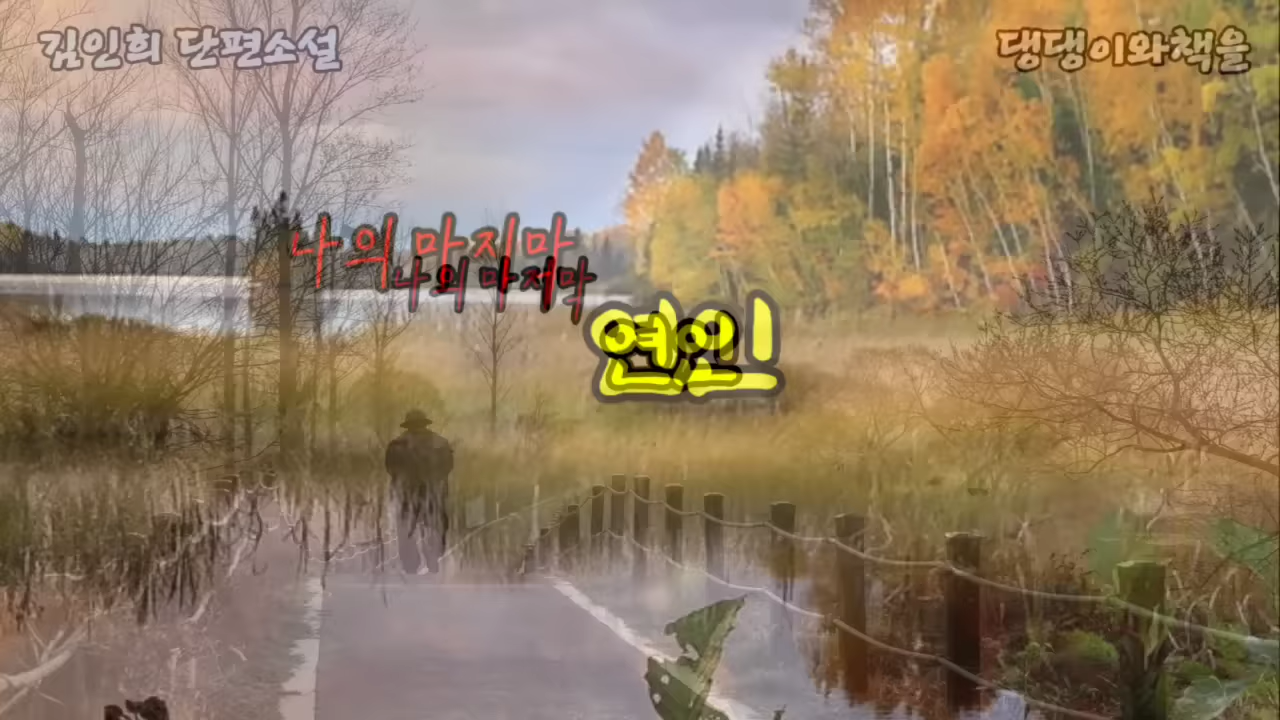 김인희 단편소설
댕댕이와책을
나의 마지막
나의 마지막
연인